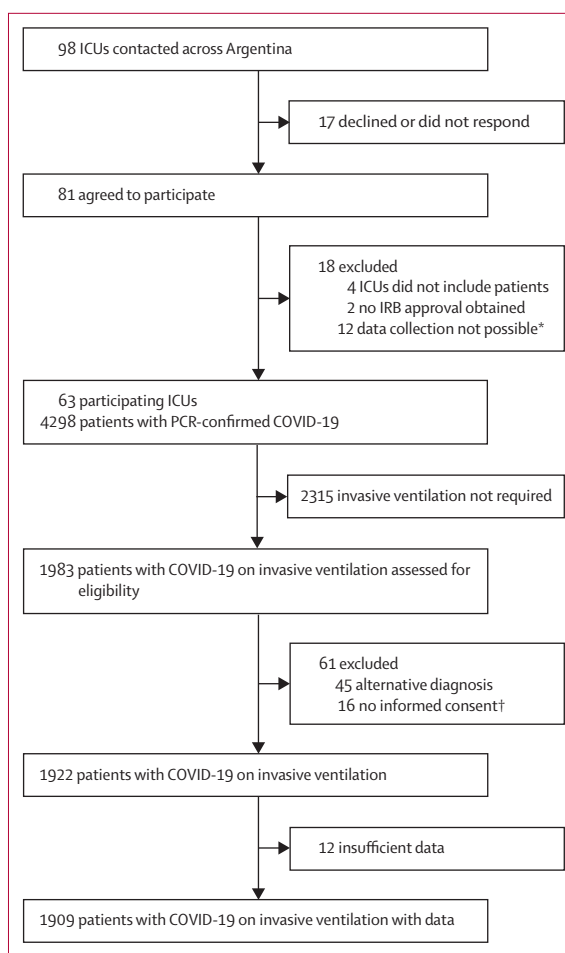 98 ICUs contacted across Argentina
17 declined or did not respond
81 agreed to participate
18 excluded
4 ICUs did not include patients
2 no IRB approval obtained
12 data collection not possible*
63 participating ICUs
4298 patients with PCR-confirmed COVID-19
2315 invasive ventilation not required
1983 patients with COVID-19 on invasive ventilation assessed for
eligibility
61 excluded
45 alternative diagnosis
16 no informed consent†
1922 patients with COVID-19 on invasive ventilation
12 insufficient data
1909 patients with COVID-19 on invasive ventilation with data